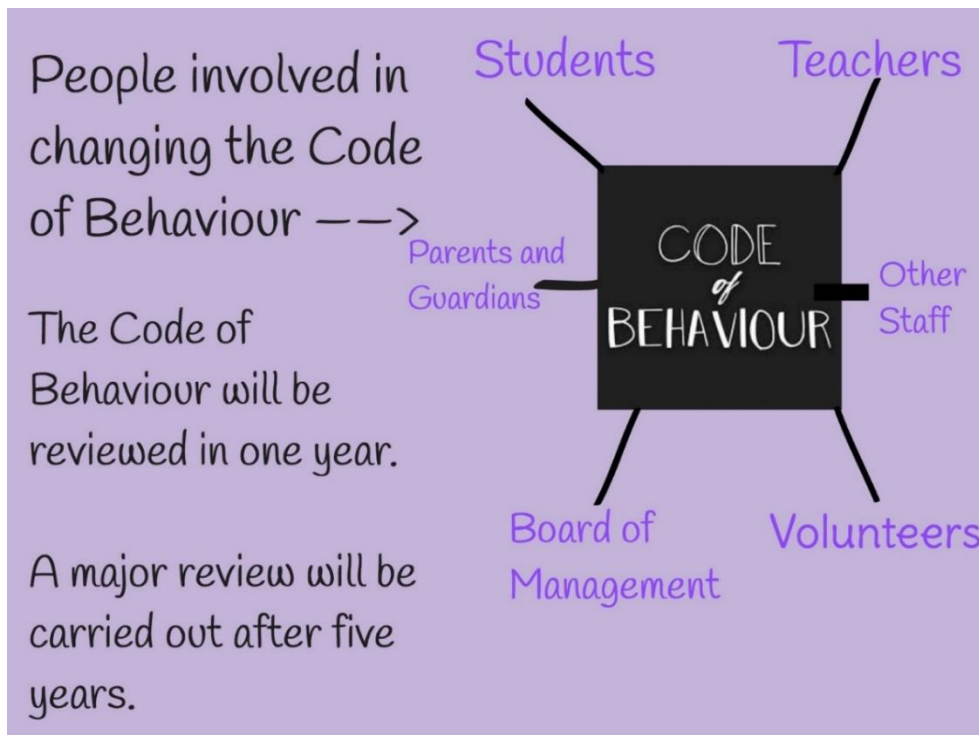 People involved in
changing the Code
of Behaviour -->
The Code of
Behaviour will be
reviewed in one year.
A major review will be
carried out after five
years.
Students
Teachers
Parents and
Guardians
CODE
of
BEHAVIOUR
Other
Staff
Board of
Management
Volunteers